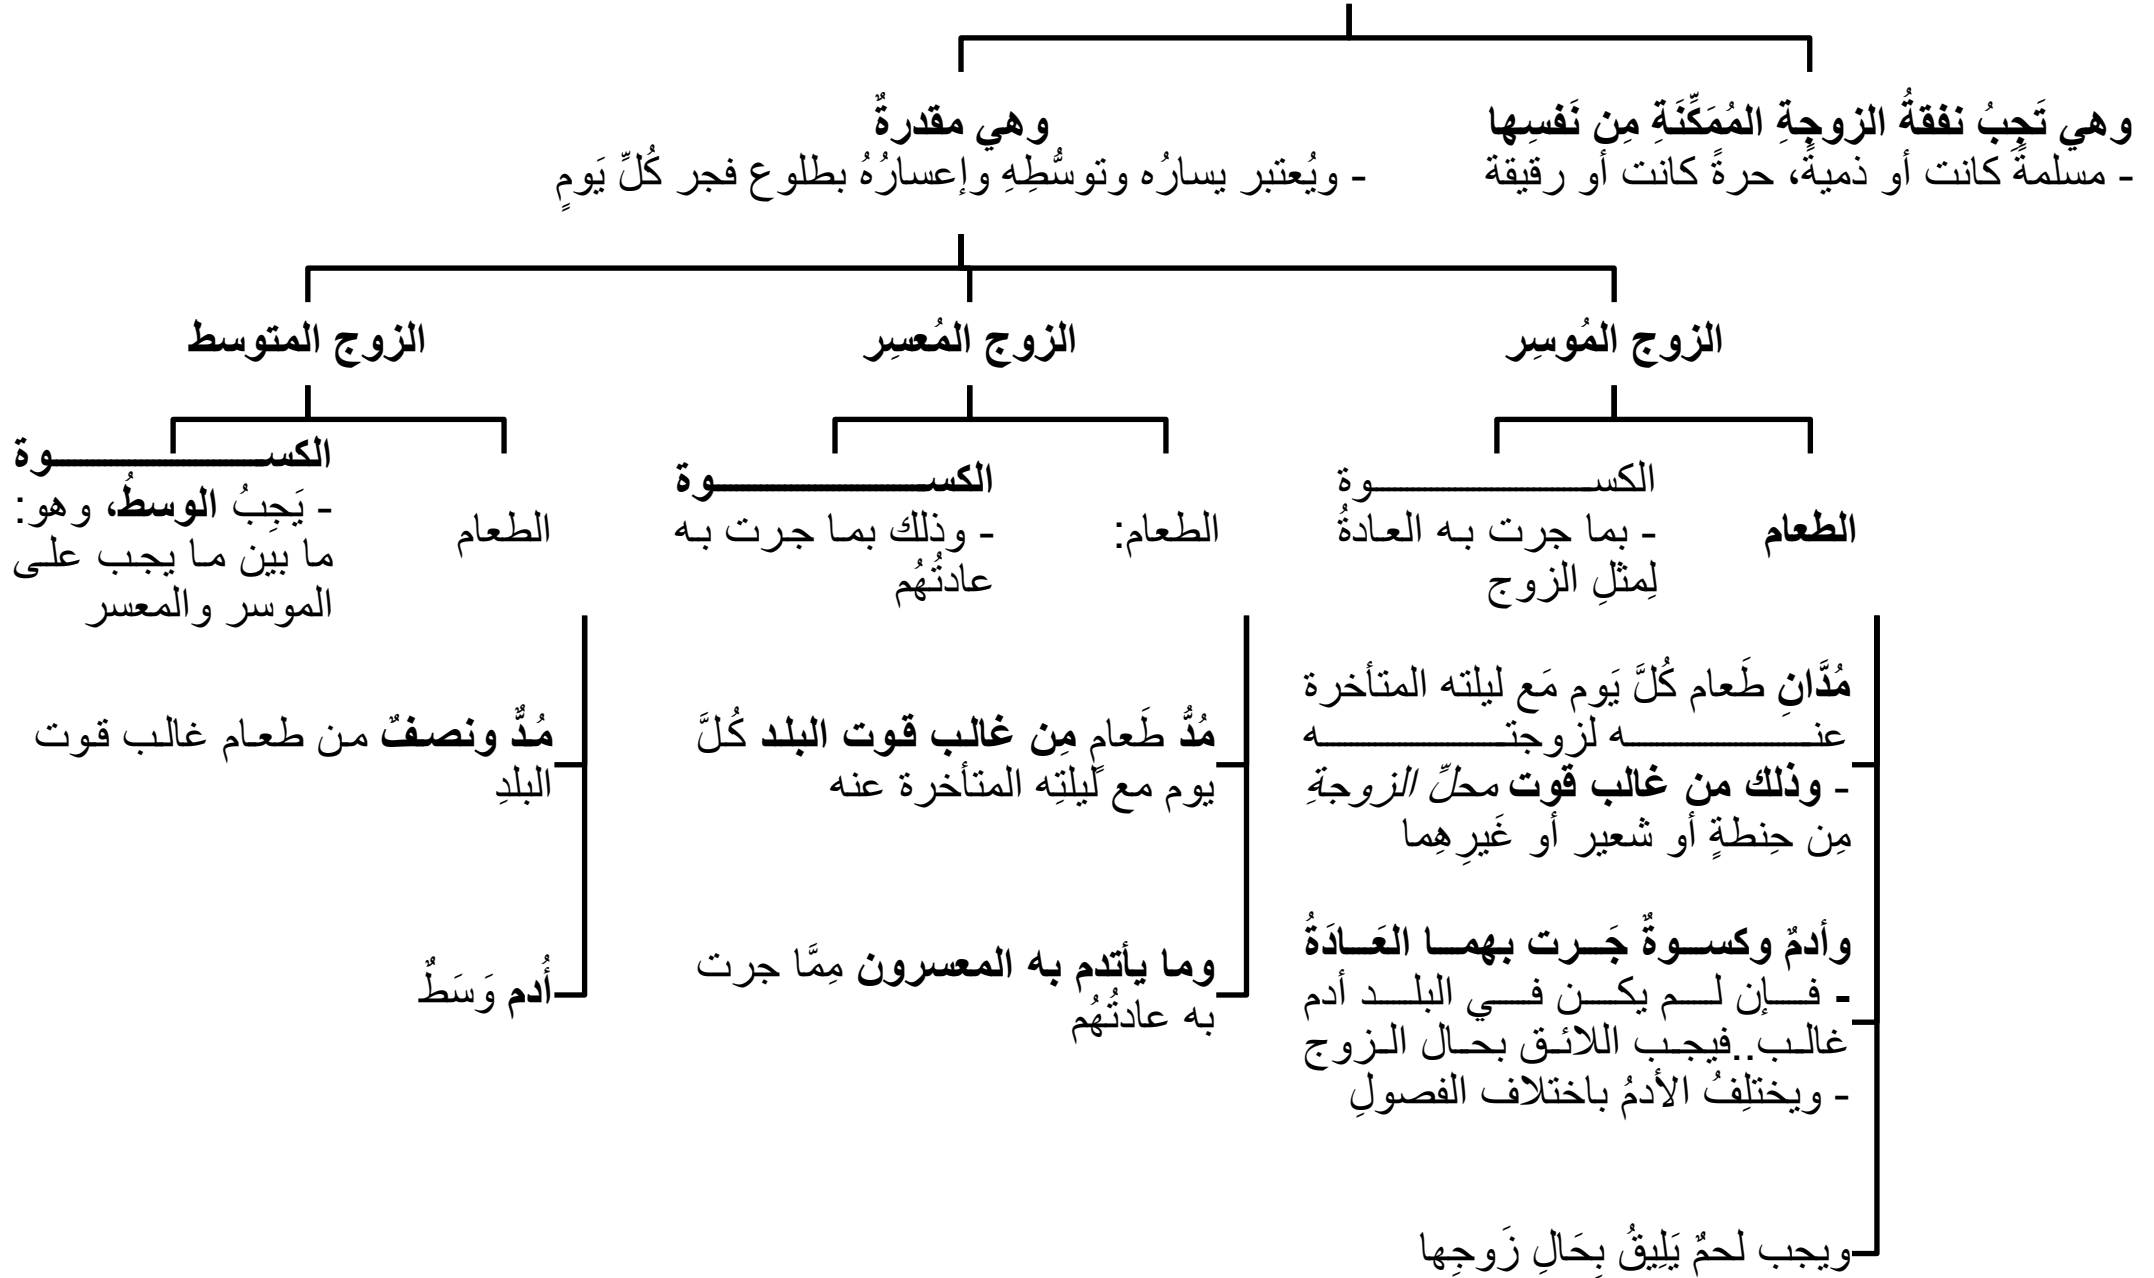 وهي تَجِبُ نفقةُ الزوجةِ المُمَكِّنَةِ مِن نَفسِها
- مسلمةً كانت أو ذميةً، حرةً كانت أو رقيقة
وهي مقدرةٌ
- ويُعتبر يسارُه وتوسُّطِهِ وإعسارُهُ بطلوع فجر كُلِّ يَومٍ
الزوج المُوسِر
الطعام
مُدَّانِ طَعام كُلَّ يَوم مَع ليلته المتأخرة
عنه لزوجته
- وذلك من غالب قوت محلِّ الزوجةِ
مِن حِنطةٍ أو شعير أو غَيرِهِما
وأدمٌ وكسوةٌ جَرت بهما العَادَةُ
- فإن لم يكن في البلد أدم
غالب..فيجب اللائق بحال الزوج
- ويختلِفُ الأدمُ باختلاف الفصولِ
ويجب لحمٌ يَلِيقُ بِحَالِ زَوجِها
الكسوة
- بما جرت به العادةُ
لِمثلِ الزوج
الزوج المُعسِر
الطعام:
مُدُّ طَعامٍ مِن غالب قوت البلد كُلَّ
يوم مع ليلتِه المتأخرة عنه
وما يأتدم به المعسرون مِمَّا جرت
به عادتُهُم
الكسوة
- وذلك بما جرت به
عادتُهُم
الزوج المتوسط
الطعام
مُدٌّ ونصفٌ من طعام غالب قوت
البلدِ
أُدم وَسَطٌ
الكسوة
- يَجِبُ الوسطُ، وهو:
ما بين ما يجب على
الموسر والمعسر